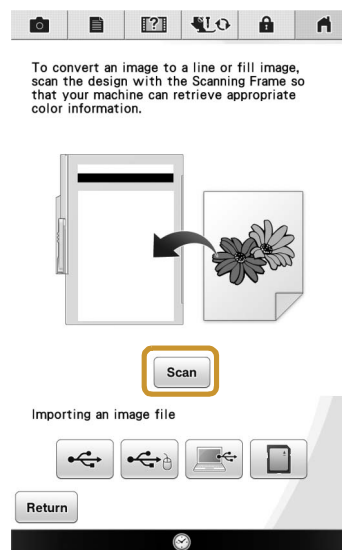 To convert an image to a line or fill image,
scan the design with the Scanning Frame so
that your machine can retrieve appropriate
color information.
Scan
Importing an image file
Return